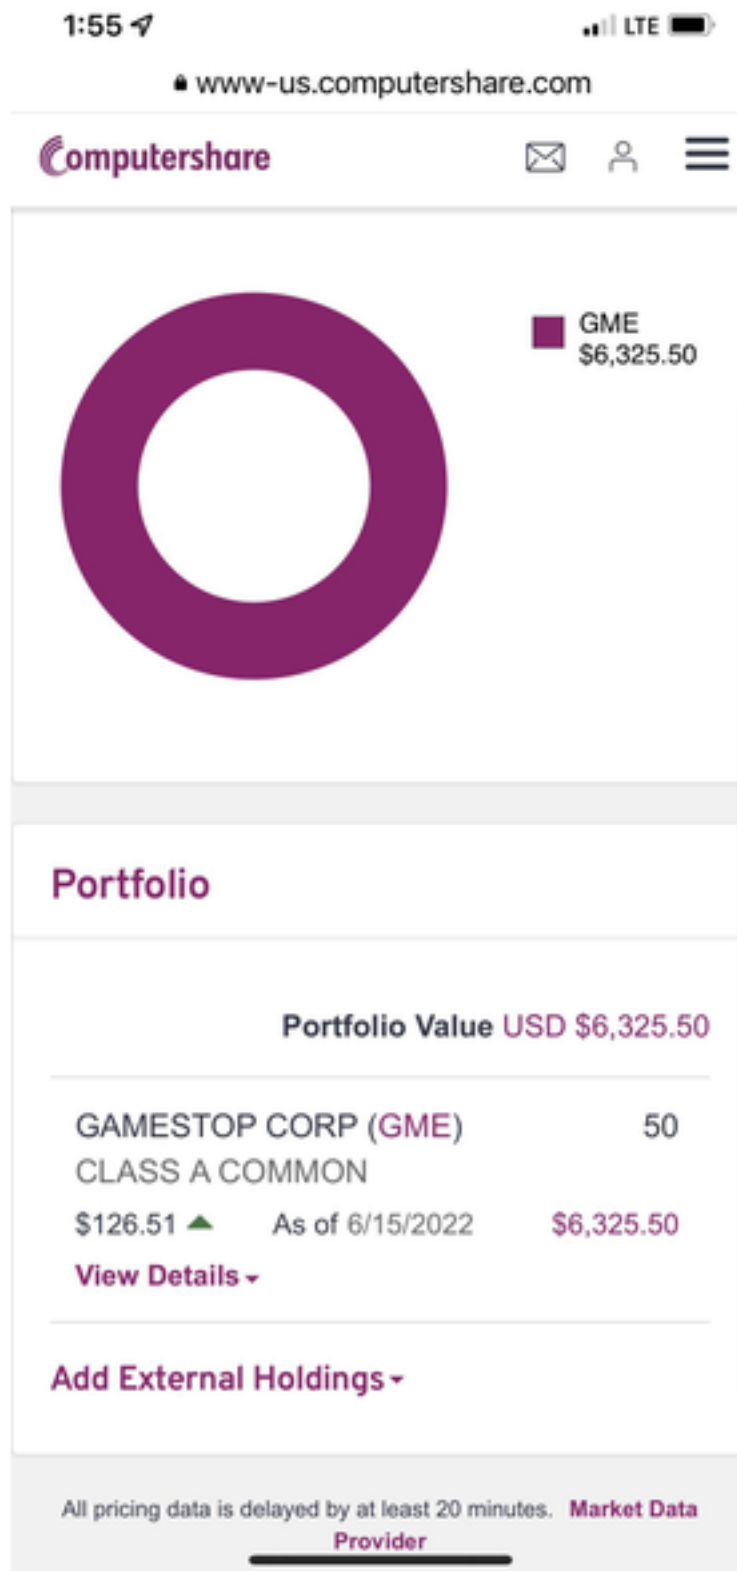 1:55 LTE
www-us.computershare.com
Computershare
GME
$6,325.50
Portfolio
Portfolio Value USD $6,325.50
GAMESTOP CORP (GME) 50
CLASS A COMMON
$126.51 As of 6/15/2022 $6,325.50
View Details
Add External Holdings
All pricing data is delayed by at least 20 minutes. Market Data
Provider